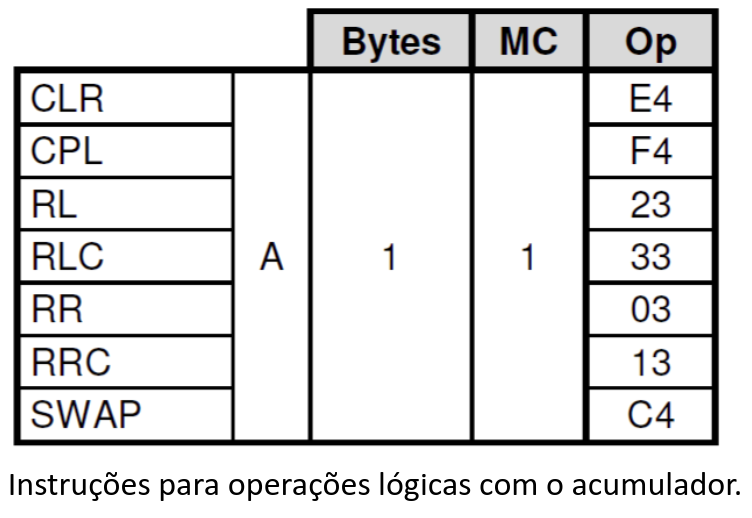 Bytes MC Op
CLR E4
CPL F4
RL 23
RLC A 1 1 33
RR 03
RRC 13
SWAP C4
Instruções para operações lógicas com o acumulador.